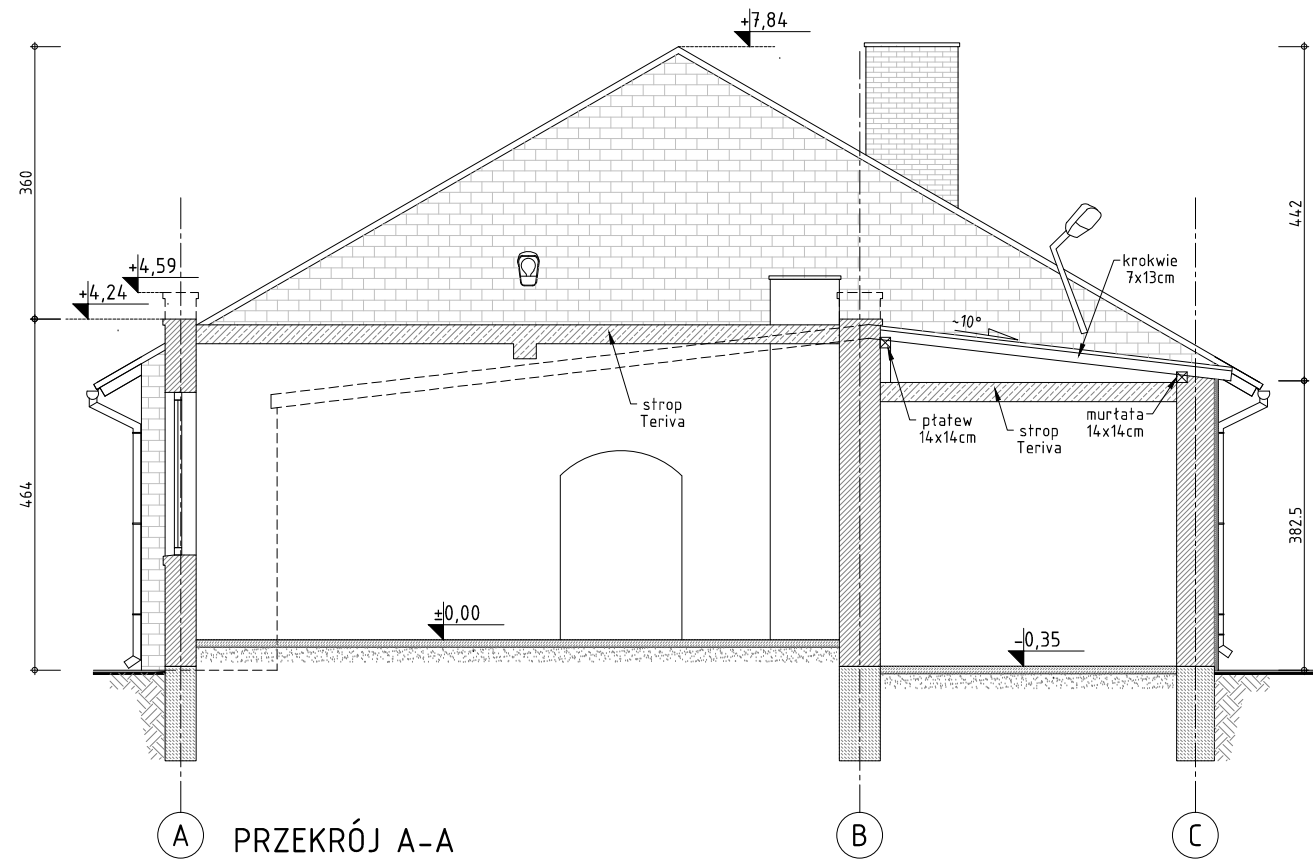 +7,84
+4,59
+4,24
360
464
442
382.5
krokwie
7x13cm
~10°
strop
Teriva
płatew
14x14cm
strop
Teriva
murłata
14x14cm
±0,00
-0,35
A
PRZEKRÓJ A-A
B
C